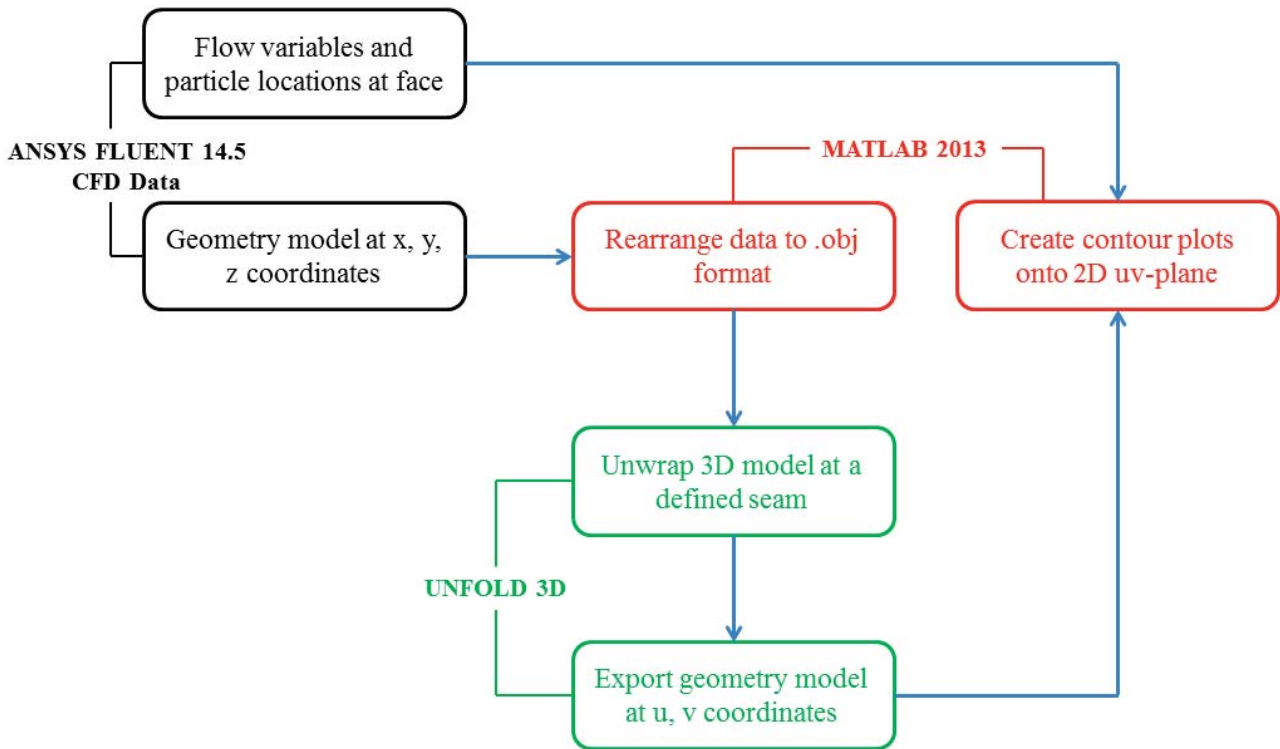 Flow variables and
particle locations at face
ANSYS FLUENT 14.5
CFD Data
MATLAB 2013
Geometry model at x, y,
z coordinates
Rearrange data to .obj
format
Create contour plots
onto 2D uv-plane
Unwrap 3D model at a
defined seam
UNFOLD 3D
Export geometry model
at u, v coordinates